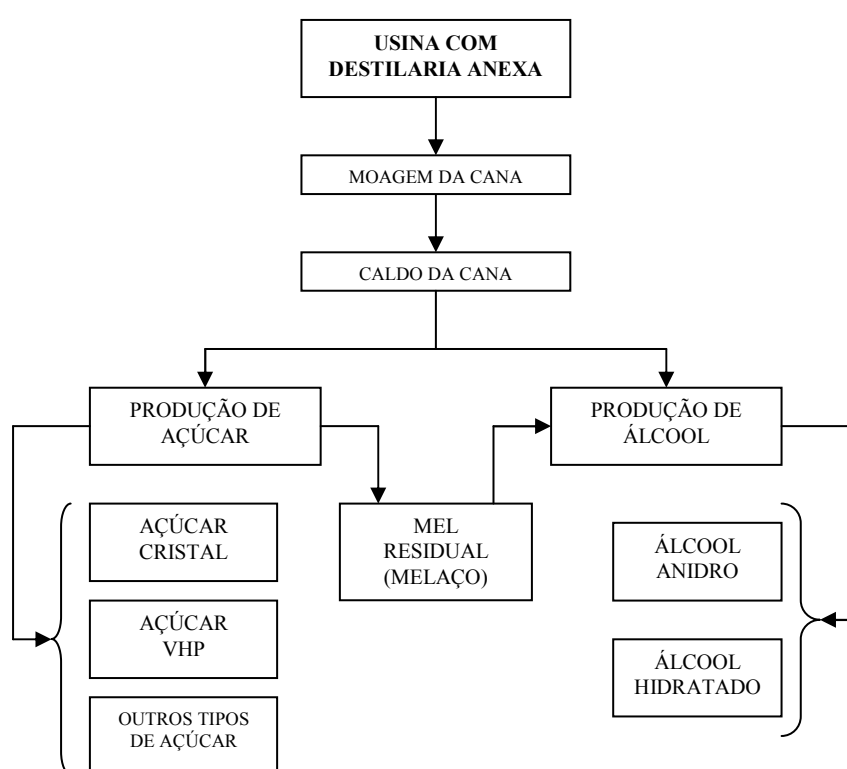 USINA COM
DESTILARIA ANEXA
MOAGEM DA CANA
CALDO DA CANA
PRODUÇÃO DE
AÇÚCAR
PRODUÇÃO DE
ÁLCOOL
AÇÚCAR
CRISTAL
MEL
RESIDUAL
(MELAÇO)
ÁLCOOL
ANIDRO
AÇÚCAR
VHP
ÁLCOOL
HIDRATADO
OUTROS TIPOS
DE AÇÚCAR